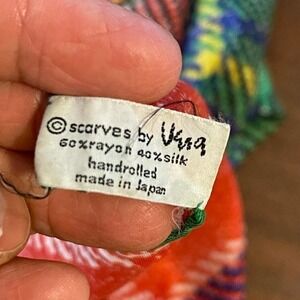 © scarves by Vera
60% rayon 40% silk
handrolled
made in Japan